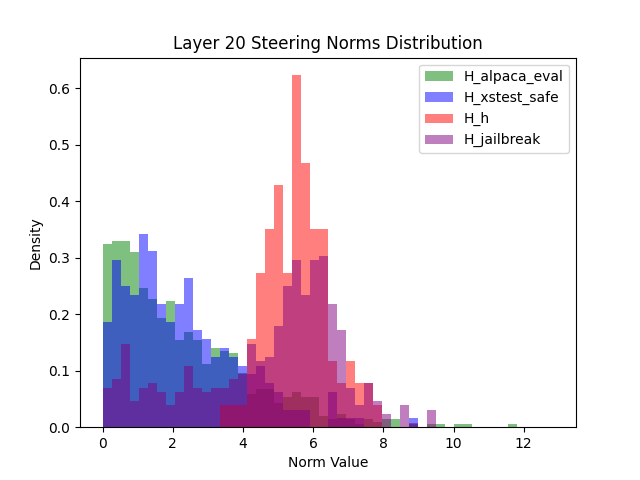 Layer 20 Steering Norms Distribution
H_alpaca_eval
H_xstest_safe
H_h
H_jailbreak
Density
0.6
0.5
0.4
0.3
0.2
0.1
0.0
0 2 4 6 8 10 12
Norm Value